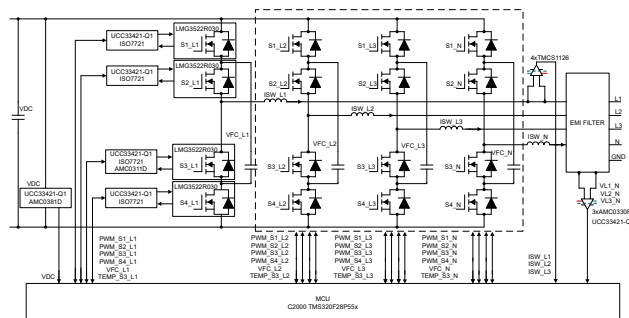 UCC33421-Q1
ISO7721
LMG3522R030
S1_L1
S1_L2
S1_L3
S1_N
4xTMCS1126
UCC33421-Q1
ISO7721
LMG3522R030
S2_L1
S2_L2
S2_L3
S2_N
VDC
ISW_L1
ISW_L2
ISW_L3
ISW_N
EMI FILTER
L1
L2
L3
N
GND
VFC_L1
VFC_L2
VFC_L3
VFC_N
UCC33421-Q1
ISO7721
AMC0311D
LMG3522R030
S3_L1
S3_L2
S3_L3
S3_N
VDC
UCC33421-Q1
AMC0381D
UCC33421-Q1
ISO7721
LMG3522R030
S4_L1
S4_L2
S4_L3
S4_N
VL1_N
VL2_N
VL3_N
3xAMC0330R
UCC33421-Q
VDC
PWM_S1_L1
PWM_S2_L1
PWM_S3_L1
PWM_S4_L1
VFC_L1
TEMP_S3_L1
PWM_S1_L2
PWM_S2_L2
PWM_S3_L2
PWM_S4_L2
VFC_L2
TEMP_S3_L2
PWM_S1_L3
PWM_S2_L3
PWM_S3_L3
PWM_S4_L3
VFC_L3
TEMP_S3_L3
PWM_S1_N
PWM_S2_N
PWM_S3_N
PWM_S4_N
VFC_N
TEMP_S3_N
ISW_L1
ISW_L2
ISW_L3
MCU
C2000 TMS320F28P55x